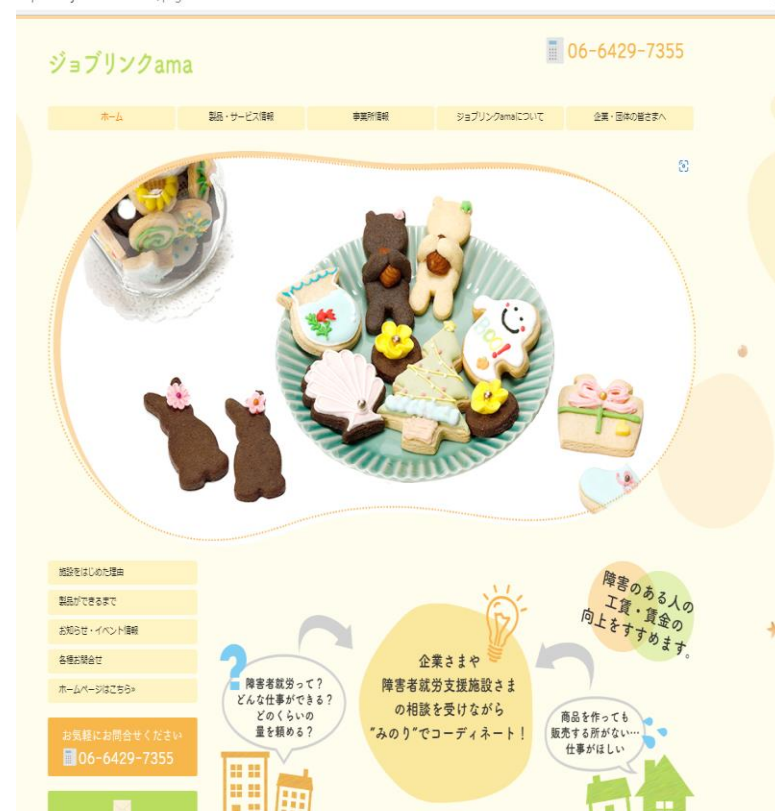 ジョブリンクama
06-6429-7355
ホーム
製品・サービス情報
事業所情報
ジョブリンクamaについて
企業・団体の皆さまへ
Boo!
施設をはじめた理由
製品ができるまで
お知らせ・イベント情報
各種お問合せ
ホームページはこちら»
お気軽にお問合せください
06-6429-7355
障害のある人の
工賃・賃金の
向上をすすめます。
?
障害者就労って?
どんな仕事ができる?
どのくらいの
量を頼める?
企業さまや
障害者就労支援施設さま
の相談を受けながら
"みのり"でコーディネート!
商品を作っても
販売する所がない…
仕事がほしい